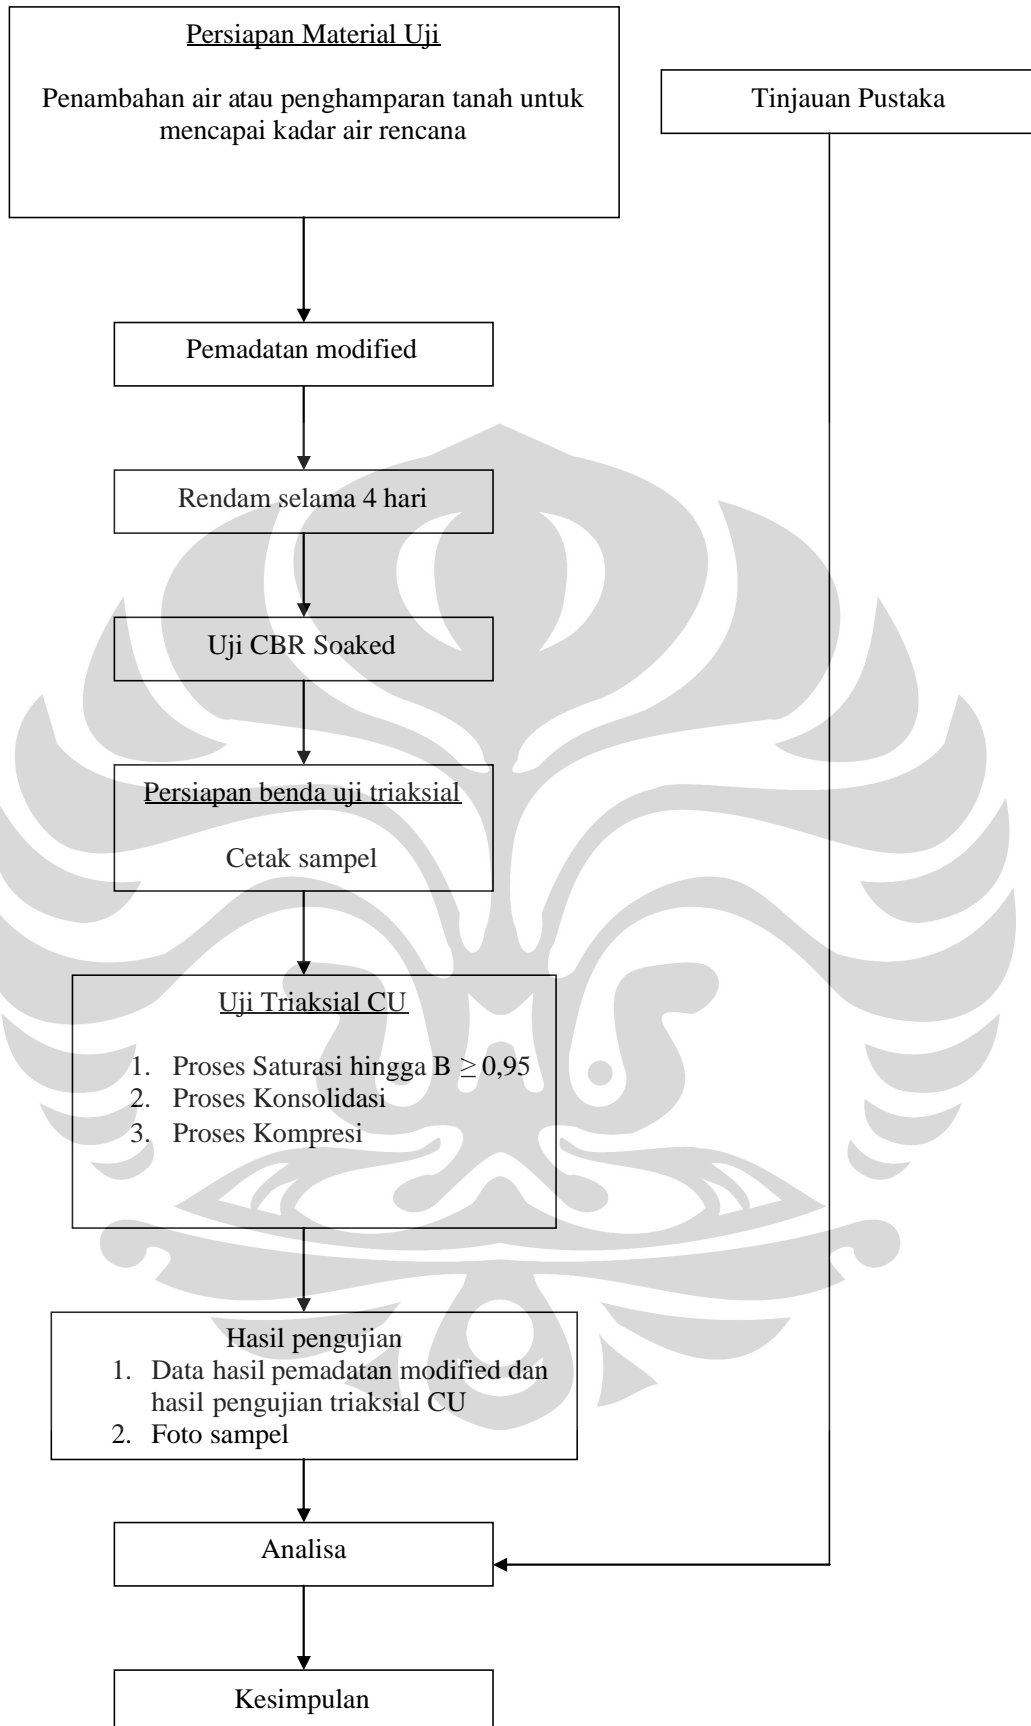 Persiapan Material Uji
Penambahan air atau penghamparan tanah untuk
mencapai kadar air rencana
Tinjauan Pustaka
Pemadatan modified
Rendam selama 4 hari
Uji CBR Soaked
Persiapan benda uji triaksial
Cetak sampel
Uji Triaksial CU
1. Proses Saturasi hingga B ≥ 0,95
2. Proses Konsolidasi
3. Proses Kompresi
Hasil pengujian
1. Data hasil pemadatan modified dan
hasil pengujian triaksial CU
2. Foto sampel
Analisa
Kesimpulan